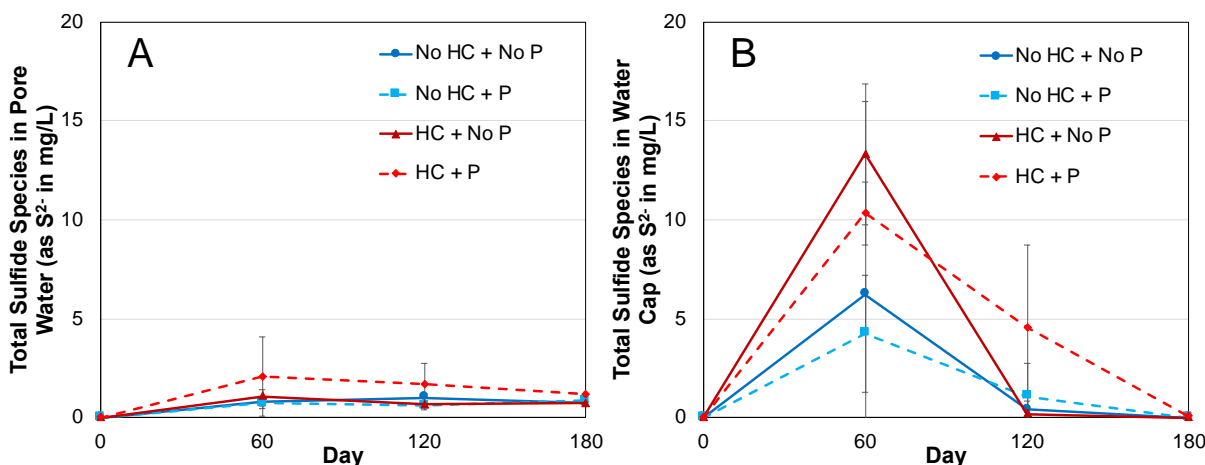 Total Sulfide Species in Pore
Water (as S²⁻ in mg/L)
20
15
10
5
0
A
No HC + No P
No HC + P
HC + No P
HC + P
0
60
120
180
Day
Total Sulfide Species in Water
Cap (as S²⁻ in mg/L)
20
15
10
5
0
B
No HC + No P
No HC + P
HC + No P
HC + P
0
60
120
180
Day